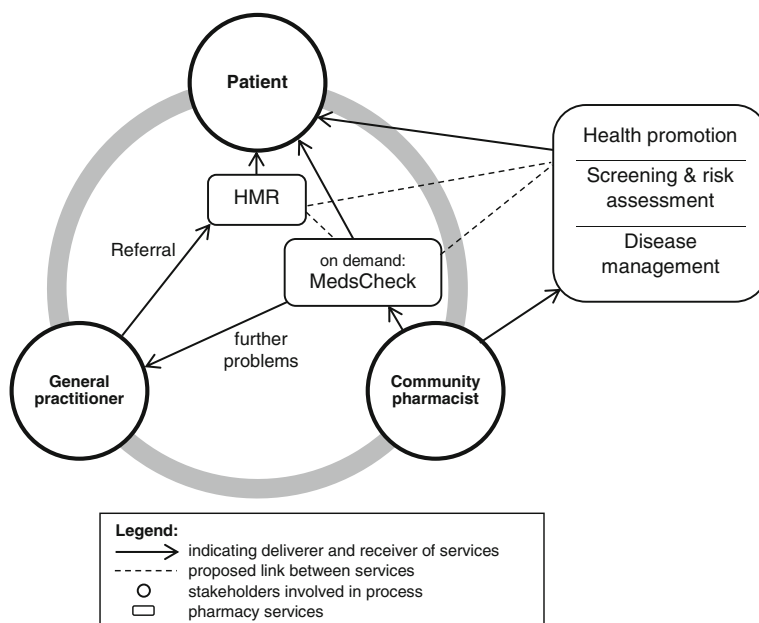 Patient
Health promotion
Screening & risk
assessment
Disease
management
HMR
Referral
on demand:
MedsCheck
further
problems
General
practitioner
Community
pharmacist
Legend:
indicating deliverer and receiver of services
proposed link between services
stakeholders involved in process
pharmacy services